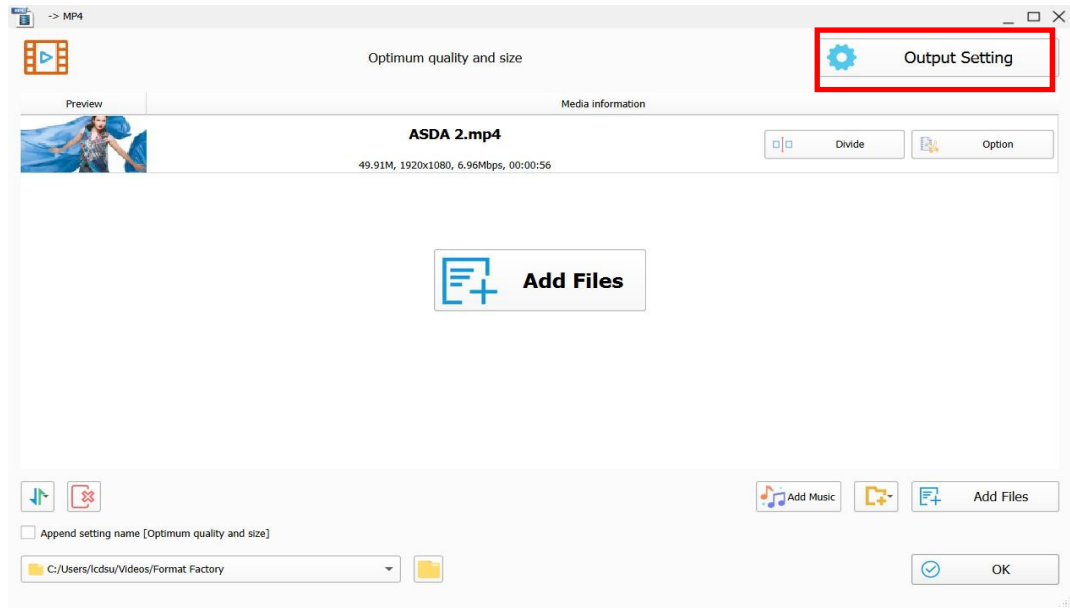 -> MP4
Optimum quality and size
Output Setting
Preview
Media information
ASDA 2.mp4
49.91M, 1920x1080, 6.96Mbps, 00:00:56
Divide
Option
Add Files
Add Music
Add Files
Append setting name [Optimum quality and size]
C:/Users/lcdsu/Videos/Format Factory
OK